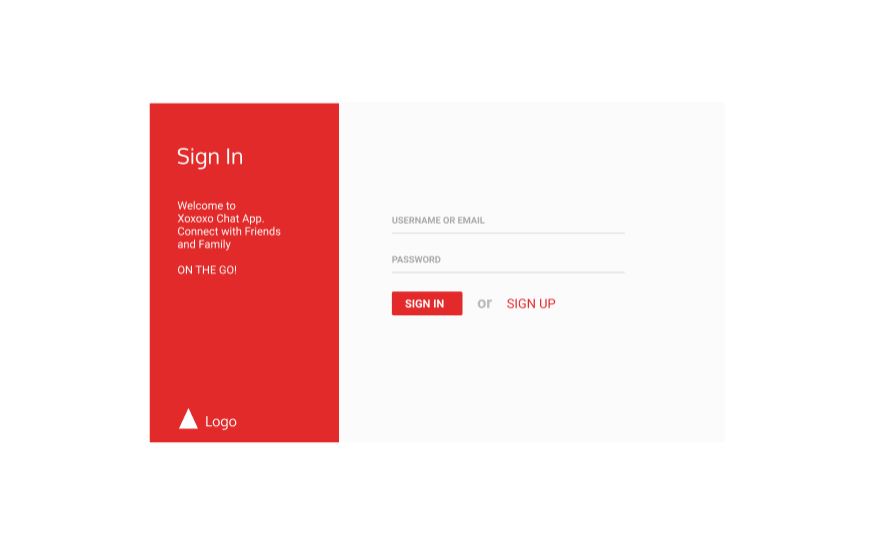 Sign In
Welcome to
Xoxoxo Chat App.
Connect with Friends
and Family
ON THE GO!
Logo
USERNAME OR EMAIL
PASSWORD
SIGN IN or SIGN UP